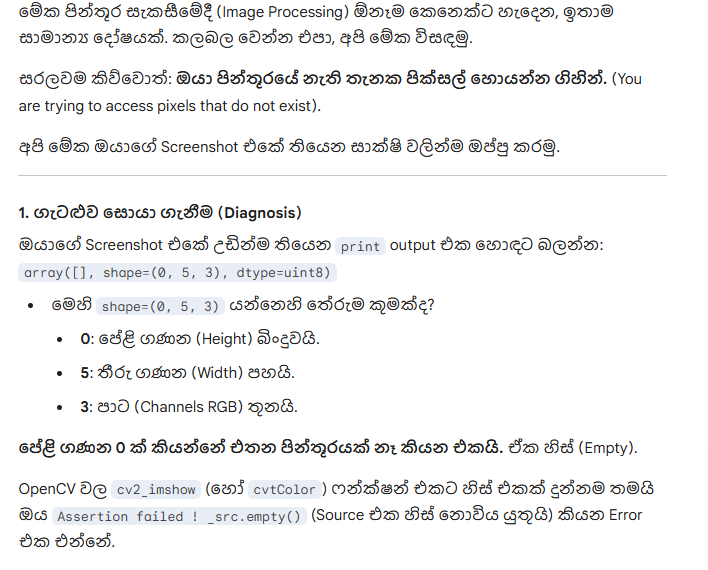 මේක පින්තූර සැකසීමේදී (Image Processing) ඕනෑම කෙනෙක්ට හැදෙන, ඉතාම
සාමාන්‍ය දෝෂයක්. කලබල වෙන්න එපා, අපි මේක විසඳමු.
සරලවම කිව්වොත්: ඔයා පින්තූරයේ නැති තැනක පික්සල් හොයන්න ගිහින්. (You
are trying to access pixels that do not exist).
අපි මේක ඔයාගේ Screenshot එකේ තියෙන සාක්ෂි වලින්ම ඔප්පු කරමු.
1. ගැටළුව සොයා ගැනීම (Diagnosis)
ඔයාගේ Screenshot එකේ උඩින්ම තියෙන print output එක හොඳට බලන්න:
array([], shape=(0, 5, 3), dtype=uint8)
• මෙහි shape=(0, 5, 3) යන්නෙහි තේරුම කුමක්ද?
• 0: පේළි ගණන (Height) බිංදුවයි.
• 5: තීරු ගණන (Width) පහයි.
• 3: පාට (Channels RGB) තුනයි.
පේළි ගණන 0 ක් කියන්නේ එතන පින්තූරයක් නෑ කියන එකයි. ඒක හිස් (Empty).
OpenCV වල cv2_imshow (හෝ cvtColor ) ෆන්ක්ෂන් එකට හිස් එකක් දුන්නම තමයි
ඔය Assertion failed ! _src.empty() (Source එක හිස් නොවිය යුතුයි) කියන Error
එක එන්නේ.